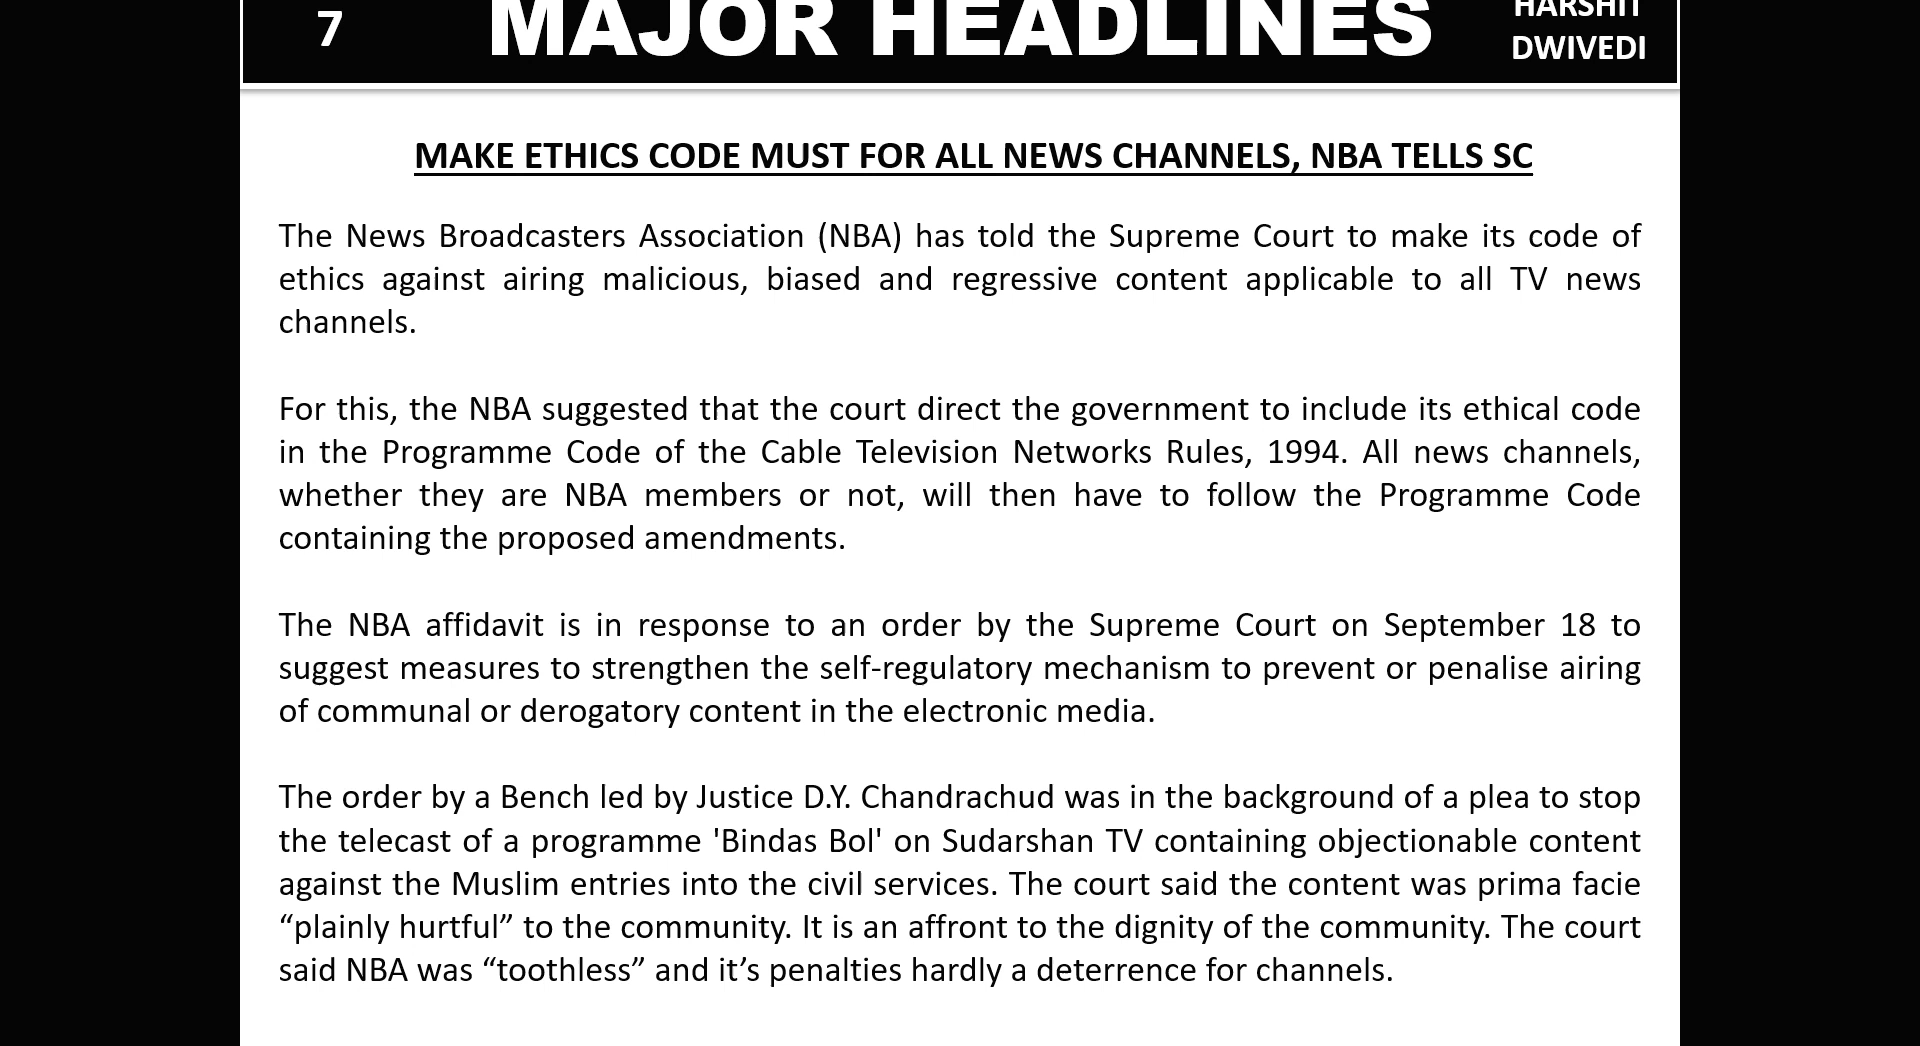 7
MAJOR HEADLINES
HARSHIT
DWIVEDI
MAKE ETHICS CODE MUST FOR ALL NEWS CHANNELS, NBA TELLS SC
The News Broadcasters Association (NBA) has told the Supreme Court to make its code of
ethics against airing malicious, biased and regressive content applicable to all TV news
channels.
For this, the NBA suggested that the court direct the government to include its ethical code
in the Programme Code of the Cable Television Networks Rules, 1994. All news channels,
whether they are NBA members or not, will then have to follow the Programme Code
containing the proposed amendments.
The NBA affidavit is in response to an order by the Supreme Court on September 18 to
suggest measures to strengthen the self-regulatory mechanism to prevent or penalise airing
of communal or derogatory content in the electronic media.
The order by a Bench led by Justice D.Y. Chandrachud was in the background of a plea to stop
the telecast of a programme 'Bindas Bol' on Sudarshan TV containing objectionable content
against the Muslim entries into the civil services. The court said the content was prima facie
“plainly hurtful” to the community. It is an affront to the dignity of the community. The court
said NBA was “toothless” and it’s penalties hardly a deterrence for channels.